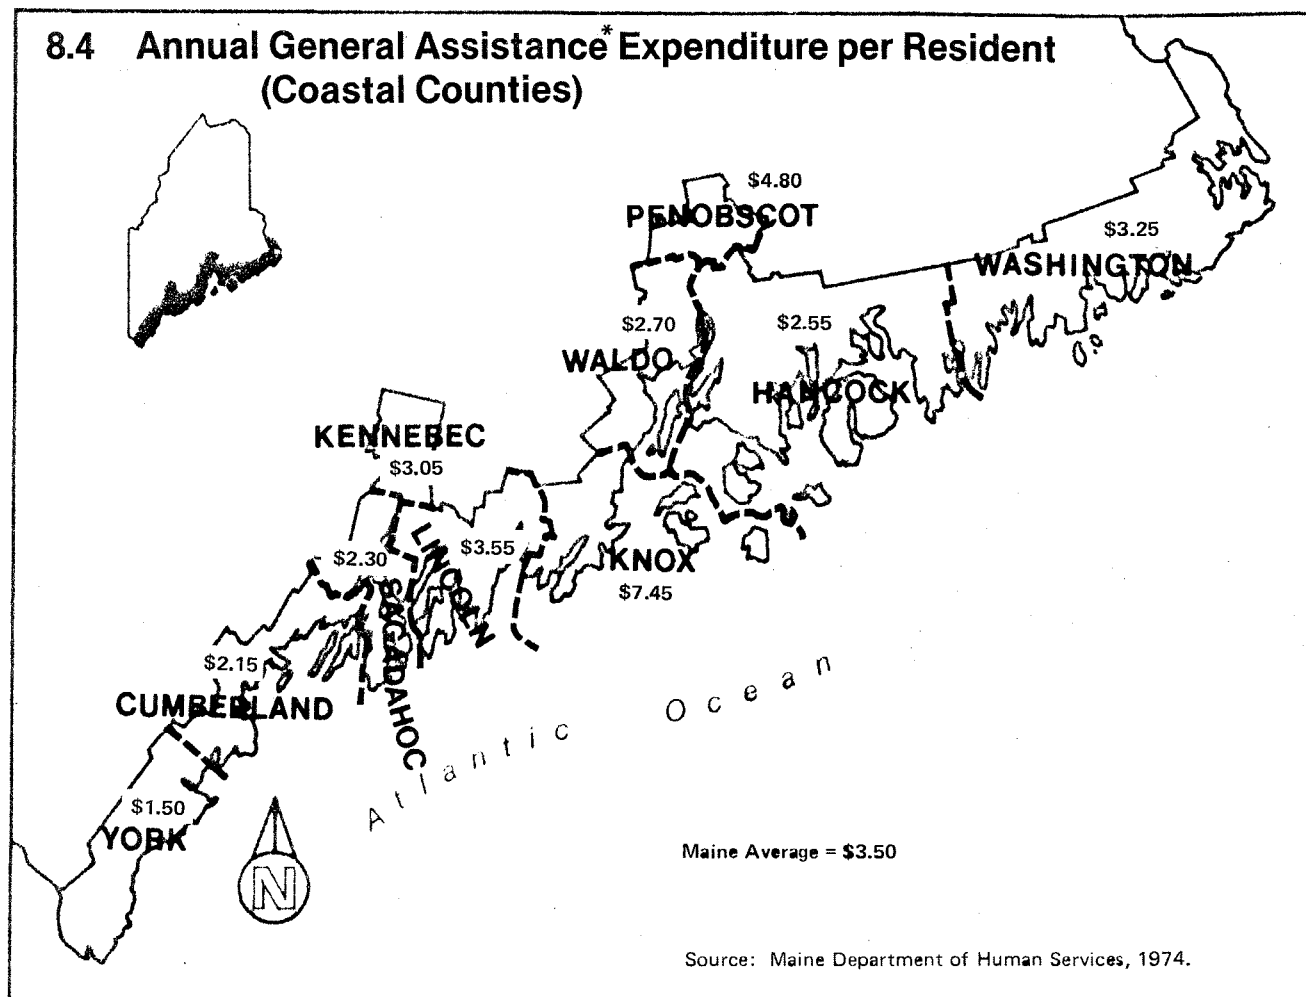 8.4 Annual General Assistance* Expenditure per Resident
(Coastal Counties)
$4.80
PENOBSCOT
$3.25
WASHINGTON
$2.70
WALDO
$2.55
HANCOCK
KENNEBEC
$3.05
$3.55
LINCOLN
$2.30
SAGADAHOC
KNOX
$7.45
$2.15
CUMBERLAND
Atlantic Ocean
$1.50
YORK
N
Maine Average = $3.50
Source: Maine Department of Human Services, 1974.